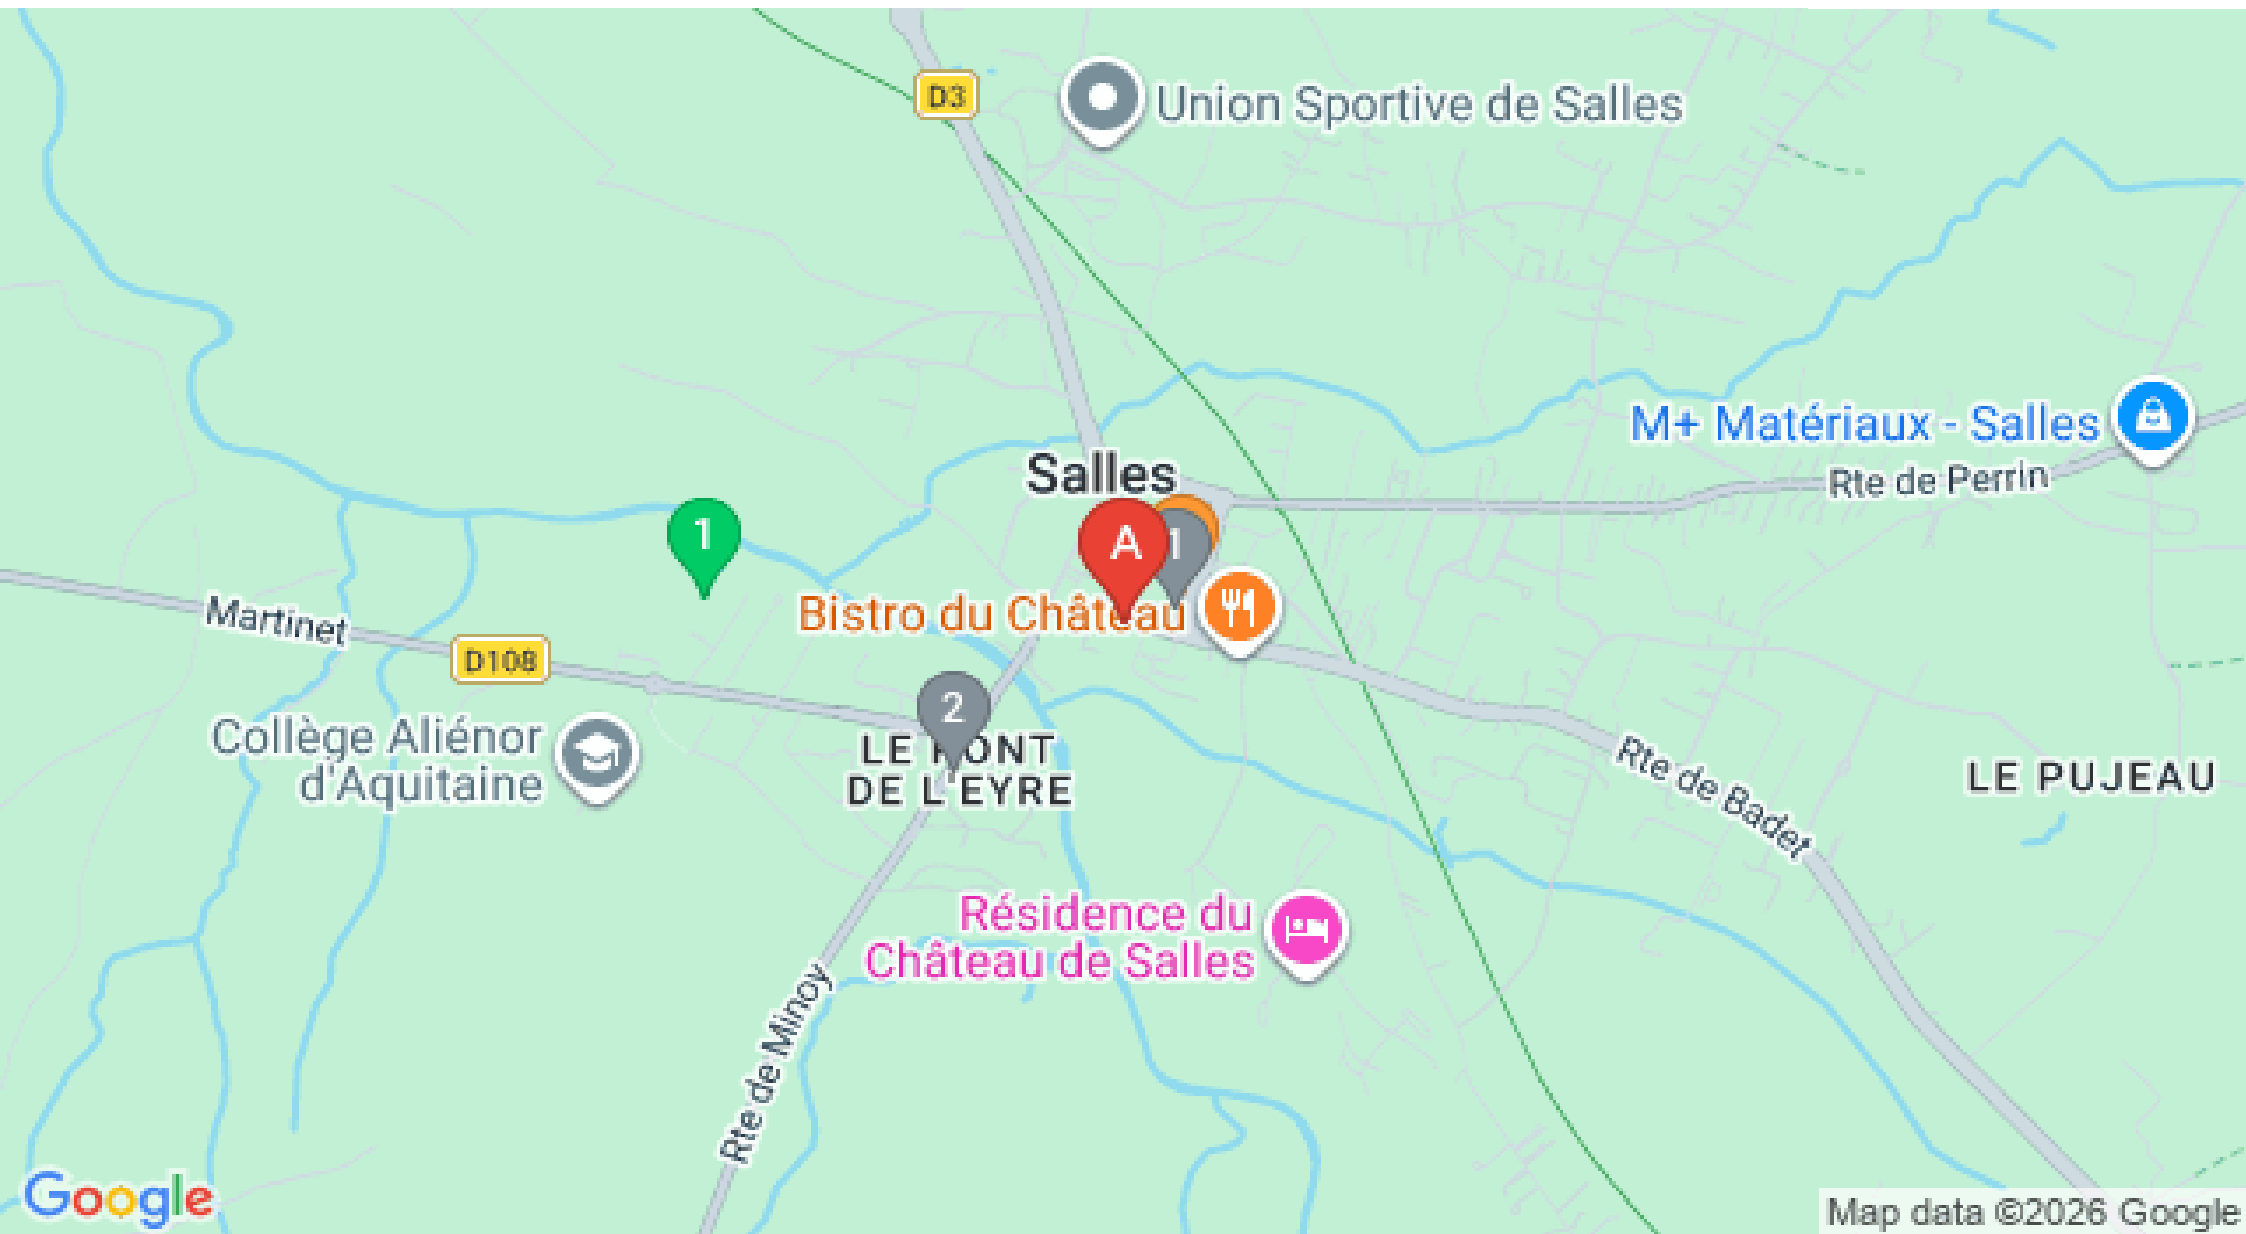 D3
Union Sportive de Salles
M+ Matériaux - Salles
Rte de Perrin
Salles
1
A
1
Bistro du Château
Martinet
D108
2
Collège Aliénor
d'Aquitaine
LE PONT
DE L'EYRE
Rte de Badet
LE PUJEAU
Résidence du
Château de Salles
Rte de Minoy
Google
Map data ©2026 Google